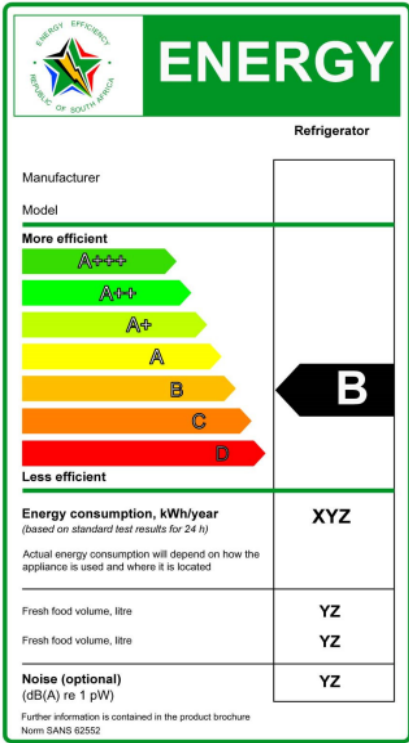 ENERGY EFFICIENCY
REPUBLIC OF SOUTH AFRICA
ENERGY
Refrigerator
Manufacturer
Model
More efficient
A+++
A++
A+
A
B
B
C
D
Less efficient
Energy consumption, kWh/year
XYZ
(based on standard test results for 24 h)
Actual energy consumption will depend on how the
appliance is used and where it is located
Fresh food volume, litre
YZ
Fresh food volume, litre
YZ
Noise (optional)
YZ
(dB(A) re 1 pW)
Further information is contained in the product brochure
Norm SANS 62552